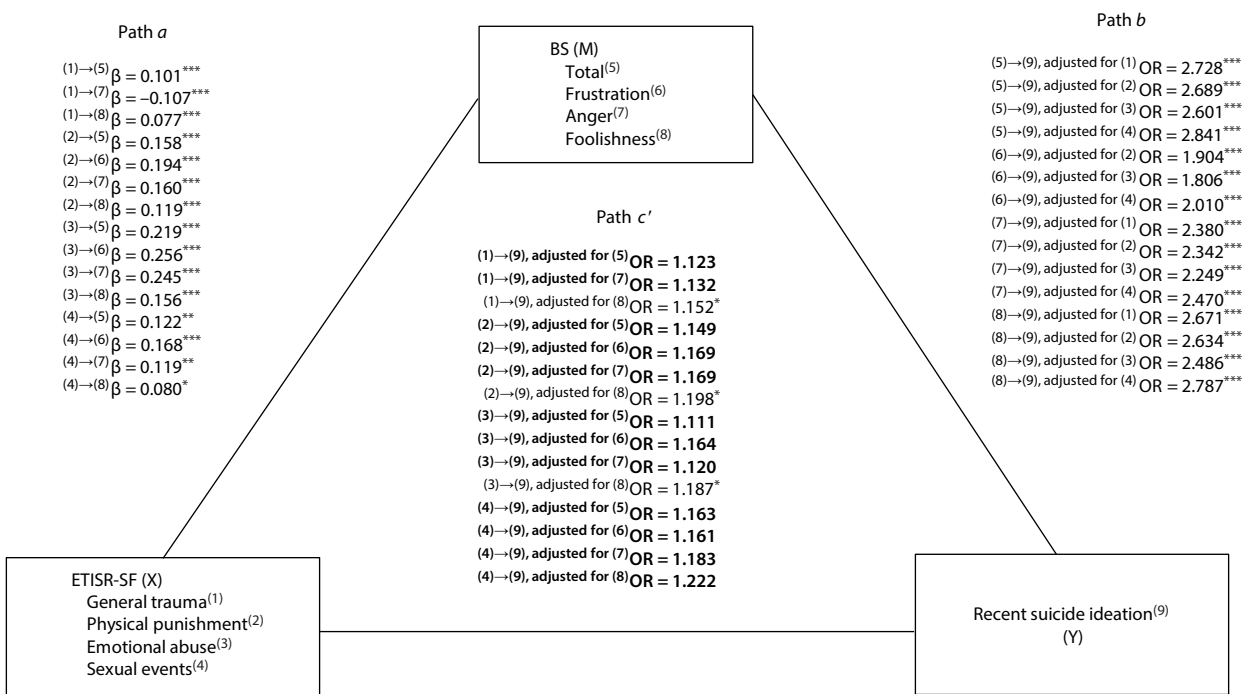 Path a
(1)→(5) β = 0.101***
(1)→(7) β = –0.107***
(1)→(8) β = 0.077***
(2)→(5) β = 0.158***
(2)→(6) β = 0.194***
(2)→(7) β = 0.160***
(2)→(8) β = 0.119***
(3)→(5) β = 0.219***
(3)→(6) β = 0.256***
(3)→(7) β = 0.245***
(3)→(8) β = 0.156***
(4)→(5) β = 0.122**
(4)→(6) β = 0.168***
(4)→(7) β = 0.119**
(4)→(8) β = 0.080*
BS (M)
Total(5)
Frustration(6)
Anger(7)
Foolishness(8)
Path b
(5)→(9), adjusted for (1) OR = 2.728***
(5)→(9), adjusted for (2) OR = 2.689***
(5)→(9), adjusted for (3) OR = 2.601***
(5)→(9), adjusted for (4) OR = 2.841***
(6)→(9), adjusted for (2) OR = 1.904***
(6)→(9), adjusted for (3) OR = 1.806***
(6)→(9), adjusted for (4) OR = 2.010***
(7)→(9), adjusted for (1) OR = 2.380***
(7)→(9), adjusted for (2) OR = 2.342***
(7)→(9), adjusted for (3) OR = 2.249***
(7)→(9), adjusted for (4) OR = 2.470***
(8)→(9), adjusted for (1) OR = 2.671***
(8)→(9), adjusted for (2) OR = 2.634***
(8)→(9), adjusted for (3) OR = 2.486***
(8)→(9), adjusted for (4) OR = 2.787***
Path c’
(1)→(9), adjusted for (5) OR = 1.123
(1)→(9), adjusted for (7) OR = 1.132
(1)→(9), adjusted for (8) OR = 1.152*
(2)→(9), adjusted for (5) OR = 1.149
(2)→(9), adjusted for (6) OR = 1.169
(2)→(9), adjusted for (7) OR = 1.169
(2)→(9), adjusted for (8) OR = 1.198*
(3)→(9), adjusted for (5) OR = 1.111
(3)→(9), adjusted for (6) OR = 1.164
(3)→(9), adjusted for (7) OR = 1.120
(3)→(9), adjusted for (8) OR = 1.187*
(4)→(9), adjusted for (5) OR = 1.163
(4)→(9), adjusted for (6) OR = 1.161
(4)→(9), adjusted for (7) OR = 1.183
(4)→(9), adjusted for (8) OR = 1.222
ETISR-SF (X)
General trauma(1)
Physical punishment(2)
Emotional abuse(3)
Sexual events(4)
Recent suicide ideation(9)
(Y)